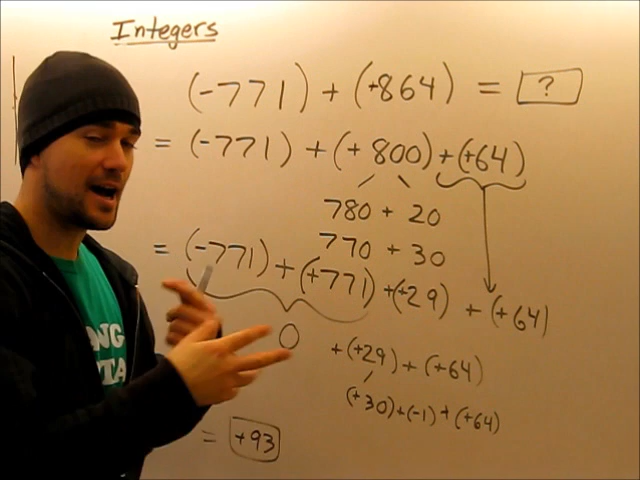 Integers
(-771) + (+864) = ?
= (-771) + (+800) + (+64)
780 + 20
770 + 30
= (-771) + (+771) + (+29) + (+64)
0 + (+29) + (+64)
(+30) + (-1) + (+64)
= +93